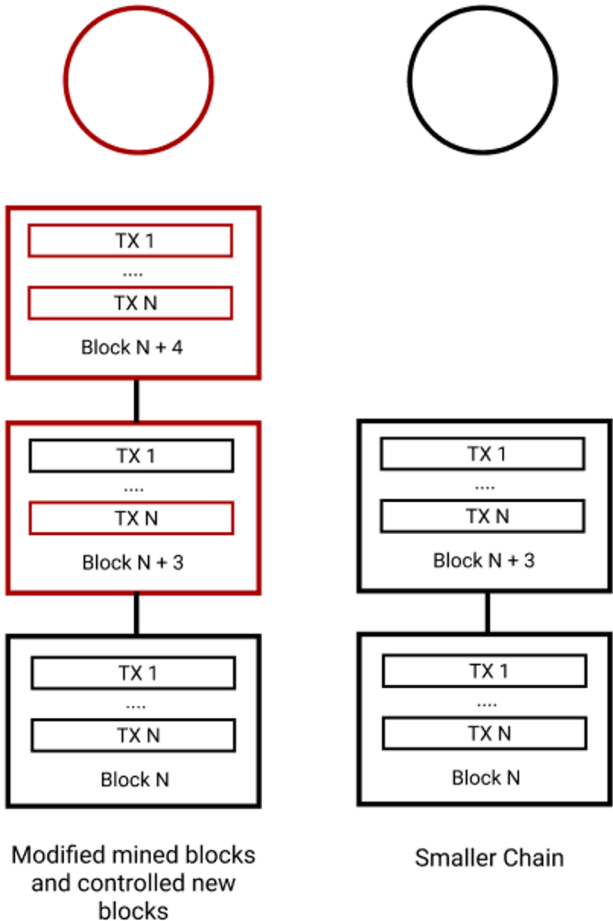 TX 1
....
TX N
Block N + 4
TX 1
....
TX N
Block N + 3
TX 1
....
TX N
Block N
Modified mined blocks
and controlled new
blocks
TX 1
....
TX N
Block N + 3
TX 1
....
TX N
Block N
Smaller Chain